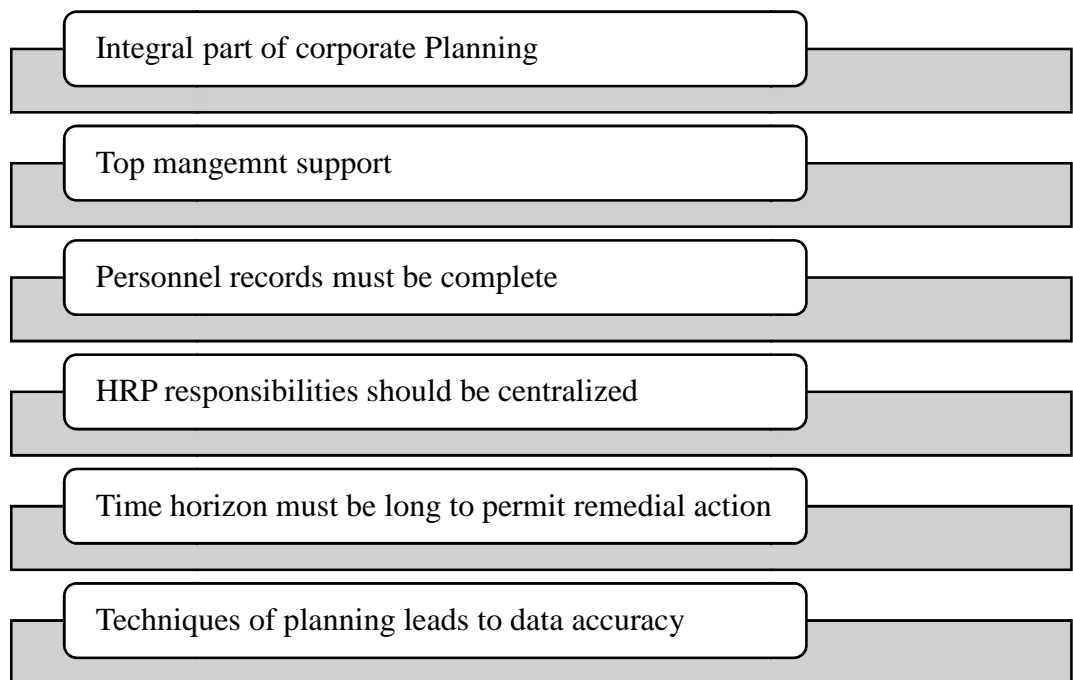 Integral part of corporate Planning
Top mangemnt support
Personnel records must be complete
HRP responsibilities should be centralized
Time horizon must be long to permit remedial action
Techniques of planning leads to data accuracy